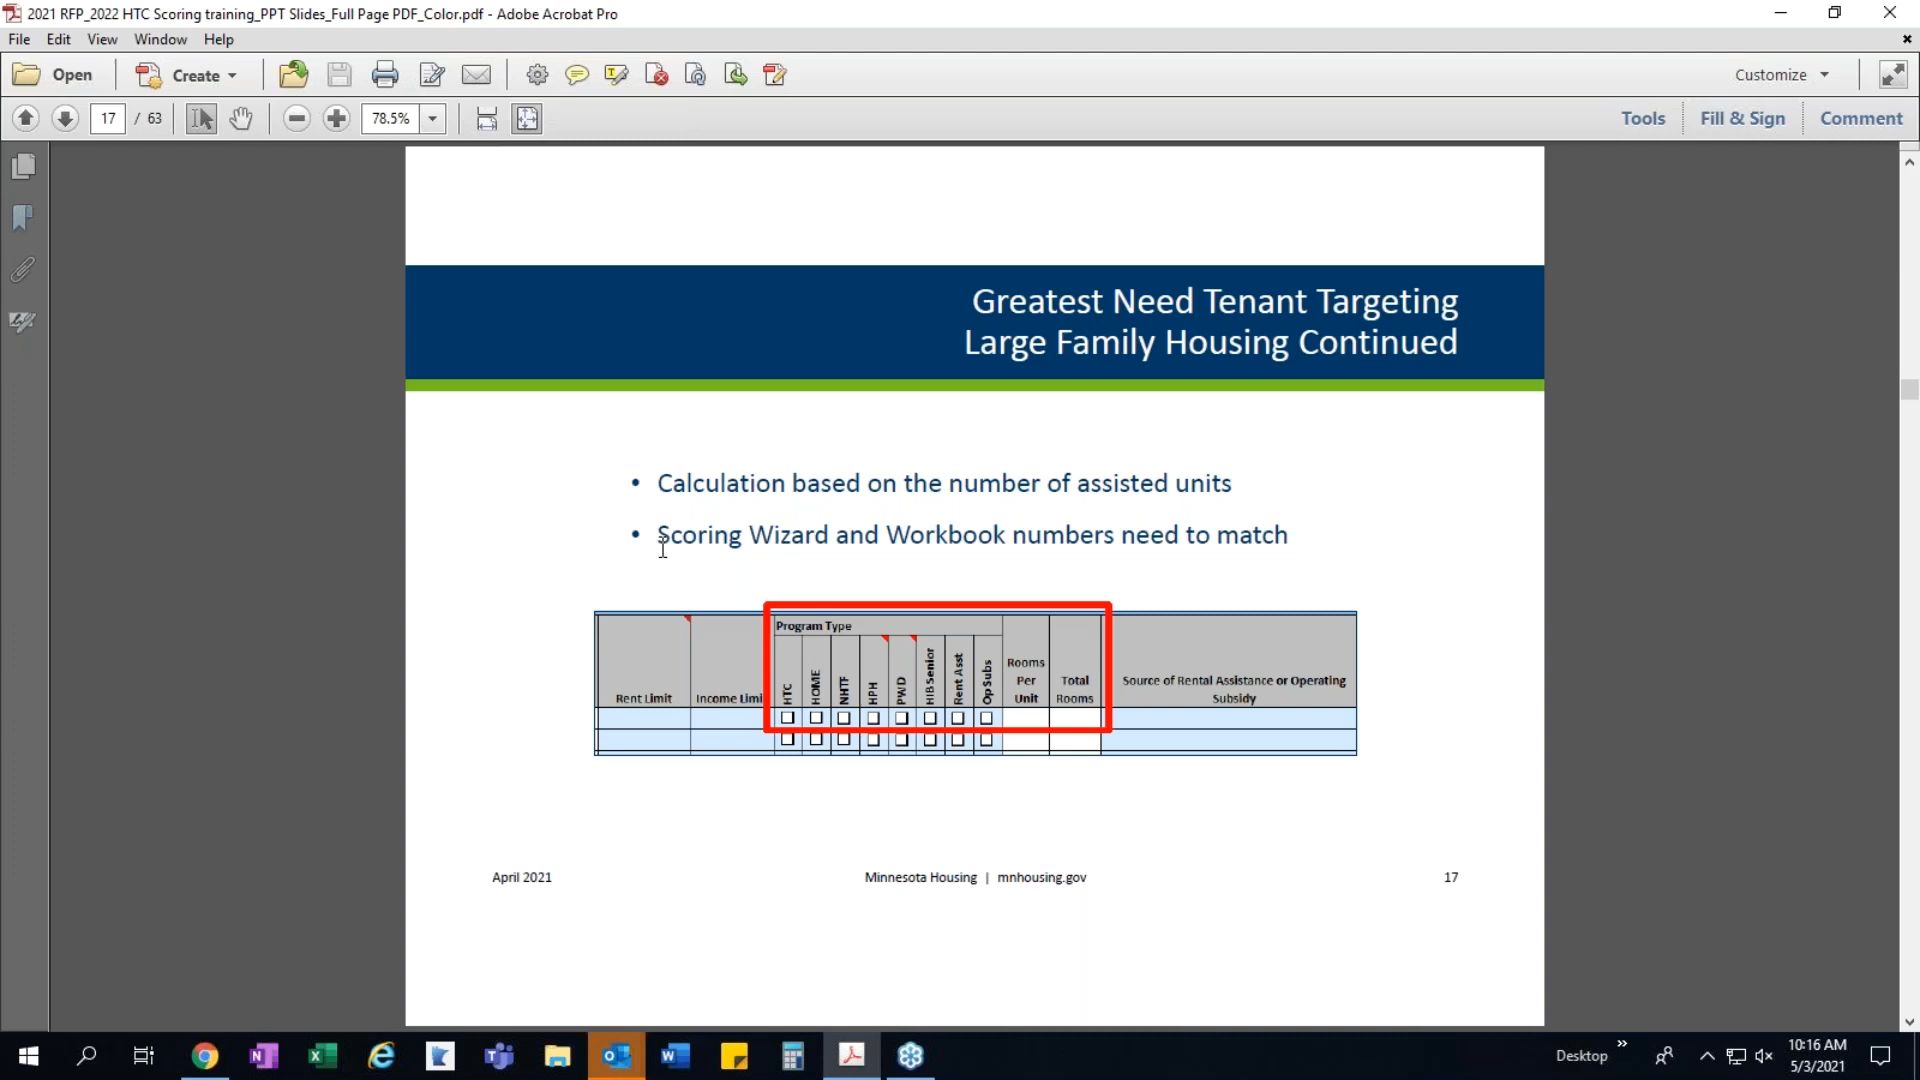 2021 RFP_2022 HTC Scoring training_PPT Slides_Full Page PDF_Color.pdf - Adobe Acrobat Pro
File Edit View Window Help
Open Create Customize
17 / 63 78.5% Tools Fill & Sign Comment
Greatest Need Tenant Targeting
Large Family Housing Continued
• Calculation based on the number of assisted units
• Scoring Wizard and Workbook numbers need to match
Program Type
Rent Limit
Income Limi
HTC
HOME
NHTF
HPH
PWD
HIB Senior
Rent Asst
Op Subs
Rooms
Per
Unit
Total
Rooms
Source of Rental Assistance or Operating
Subsidy
April 2021 Minnesota Housing | mnhousing.gov 17
Desktop
10:16 AM
5/3/2021